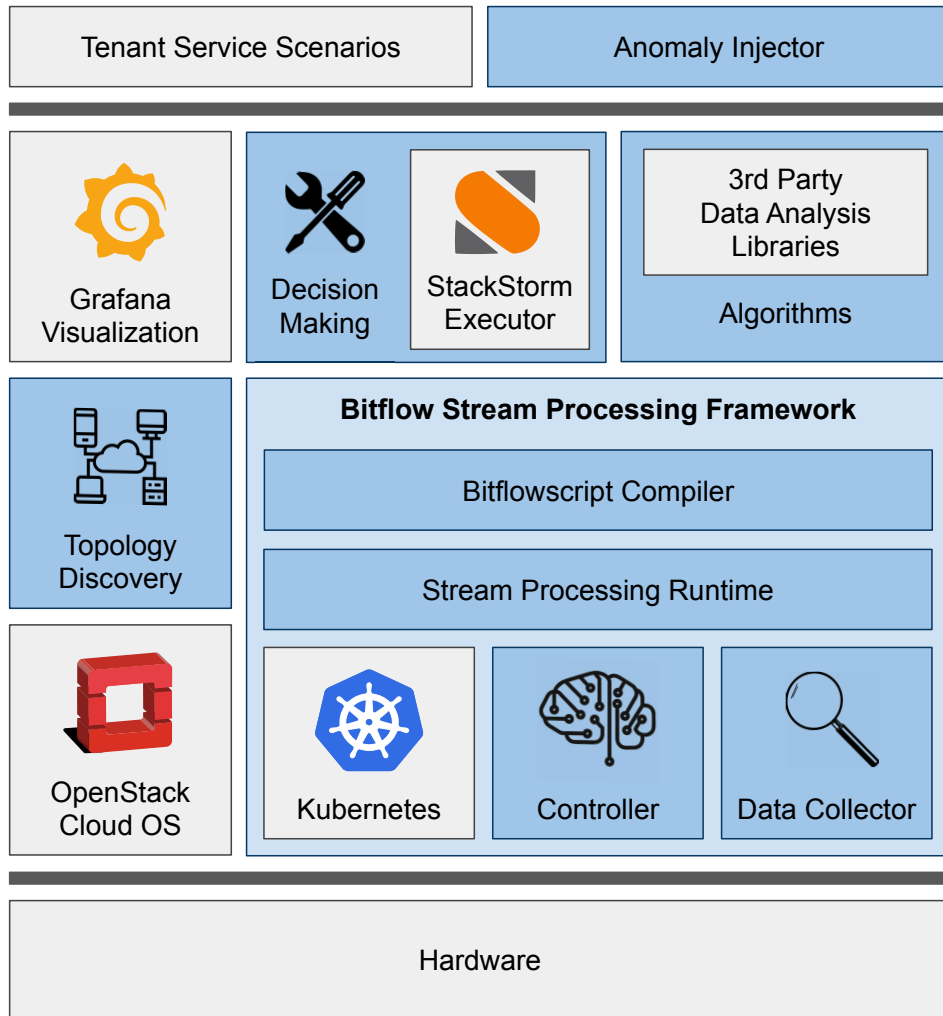 Tenant Service Scenarios
Anomaly Injector
Grafana
Visualization
Decision
Making
StackStorm
Executor
3rd Party
Data Analysis
Libraries
Algorithms
Topology
Discovery
Bitflow Stream Processing Framework
Bitflowscript Compiler
Stream Processing Runtime
OpenStack
Cloud OS
Kubernetes
Controller
Data Collector
Hardware